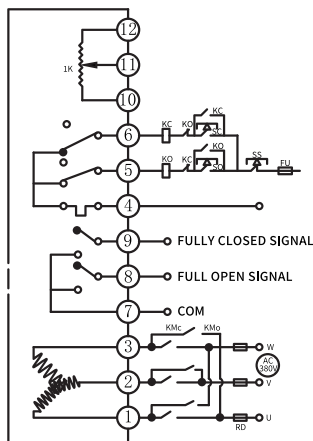 12
1K
11
10
KC
6
KC
KO
SC
KO
SS
5
KO
KC
SO
FU
4
9
FULLY CLOSED SIGNAL
8
FULL OPEN SIGNAL
7
COM
KMc
KMo
3
W
AC
380V
2
V
1
U
RD